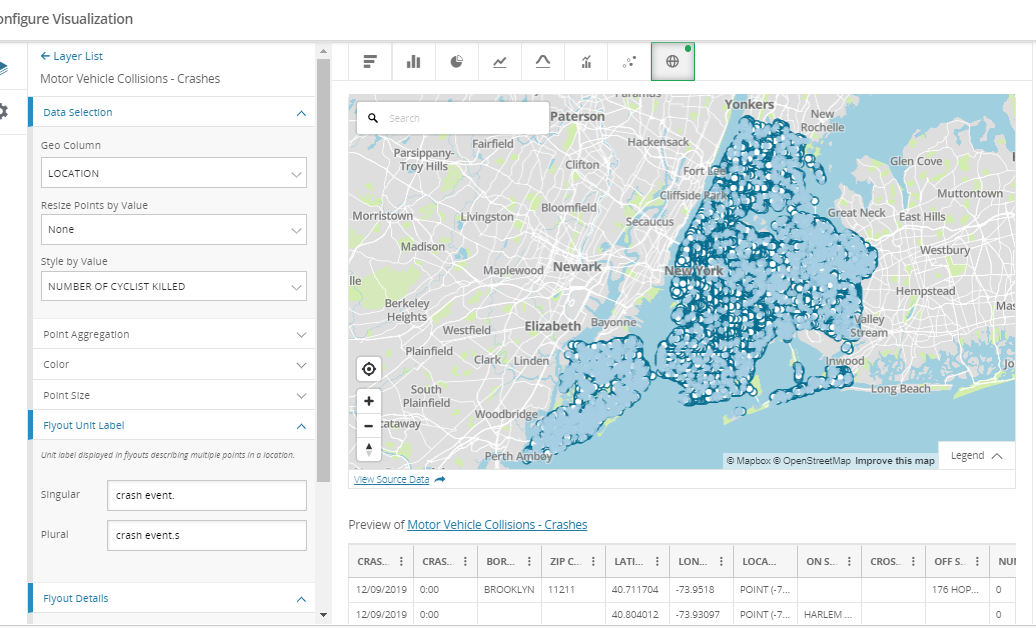 onfigure Visualization
Layer List
Motor Vehicle Collisions - Crashes
Data Selection
Geo Column
LOCATION
Resize Points by Value
None
Style by Value
NUMBER OF CYCLIST KILLED
Point Aggregation
Color
Point Size
Flyout Unit Label
Unit label displayed in flyouts describing multiple points in a location.
Singular
crash event.
Plural
crash event.s
Flyout Details
Search
Paramus
Yonkers
Paterson
New
Rochelle
Fairfield
Hackensack
Parsippany-
Troy Hills
Clifton
Fort Lee
Glen Cove
Cliffside Park
Muttontown
Morristown
Livingston
Bloomfield
Secaucus
Great Neck
East Hills
Madison
Westbury
Maplewood
Newark
New York
lle
Hempstead
Berkeley
Heights
Mas
Westfield
Elizabeth
Bayonne
Valley
Stream
Plainfield
Clark
Linden
Inwood
Jo
South
Plainfield
Long Beach
Woodbridge
cataway
Perth Amboy
© Mapbox © OpenStreetMap Improve this map
Legend
View Source Data
Preview of Motor Vehicle Collisions - Crashes
CRAS... CRAS... BOR... ZIP C... LATI... LON... LOCA... ON S... CROS... OFF S... NUI
12/09/2019 0:00 BROOKLYN 11211 40.711704 -73.9518 POINT (-7... 176 HOP... 0
12/09/2019 0:00 40.804012 -73.93097 POINT (-7... HARLEM ... 0